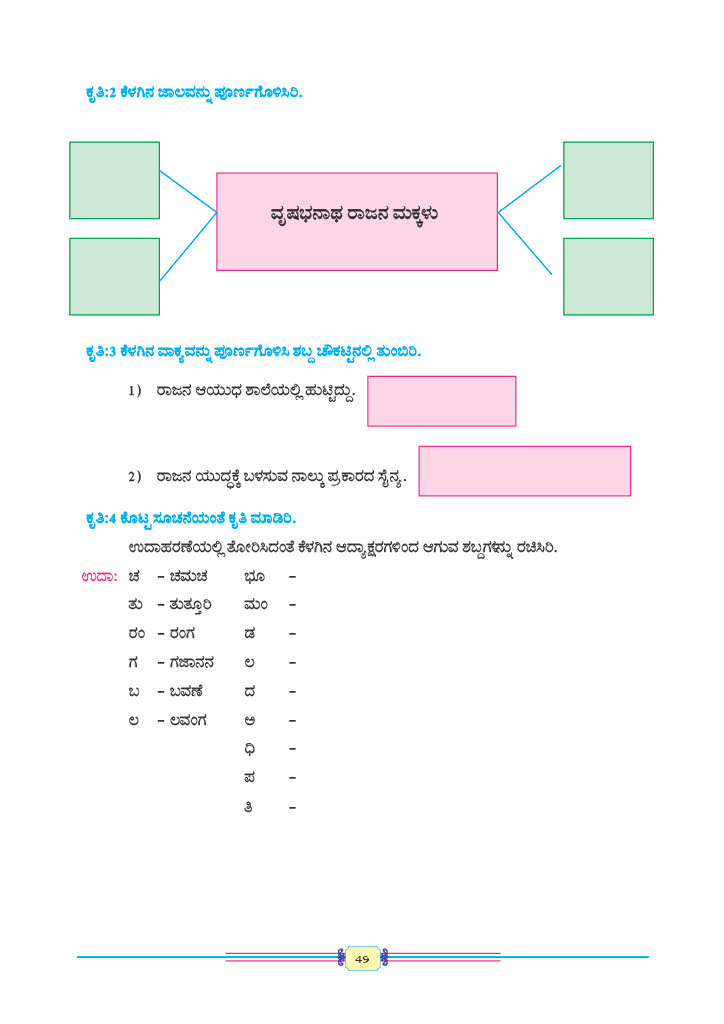 ಕೃತಿ:2 ಕೆಳಗಿನ ಜಾಲವನ್ನು ಪೂರ್ಣಗೊಳಿಸಿರಿ.
ವೃಷಭನಾಥ ರಾಜನ ಮಕ್ಕಳು
ಕೃತಿ:3 ಕೆಳಗಿನ ವಾಕ್ಯವನ್ನು ಪೂರ್ಣಗೊಳಿಸಿ ಶಬ್ದ ಚೌಕಟ್ಟಿನಲ್ಲಿ ತುಂಬಿರಿ.
1) ರಾಜನ ಆಯುಧ ಶಾಲೆಯಲ್ಲಿ ಹುಟ್ಟಿದ್ದು.
2) ರಾಜನ ಯುದ್ಧಕ್ಕೆ ಬಳಸುವ ನಾಲ್ಕು ಪ್ರಕಾರದ ಸೈನ್ಯ.
ಕೃತಿ:4 ಕೊಟ್ಟ ಸೂಚನೆಯಂತೆ ಕೃತಿ ಮಾಡಿರಿ.
ಉದಾಹರಣೆಯಲ್ಲಿ ತೋರಿಸಿದಂತೆ ಕೆಳಗಿನ ಆದ್ಯಾಕ್ಷರಗಳಿಂದ ಆಗುವ ಶಬ್ದಗಳನ್ನು ರಚಿಸಿರಿ.
ಉದಾ: ಚ – ಚಮಚ ಭೂ –
ತು – ತುತ್ತೂರಿ ಮಂ –
ರಂ – ರಂಗ ಡ –
ಗ – ಗಜಾನನ ಲ –
ಬ – ಬವಣೆ ದ –
ಲ – ಲವಂಗ ಅ –
ಧಿ –
ಪ –
ತಿ –
49